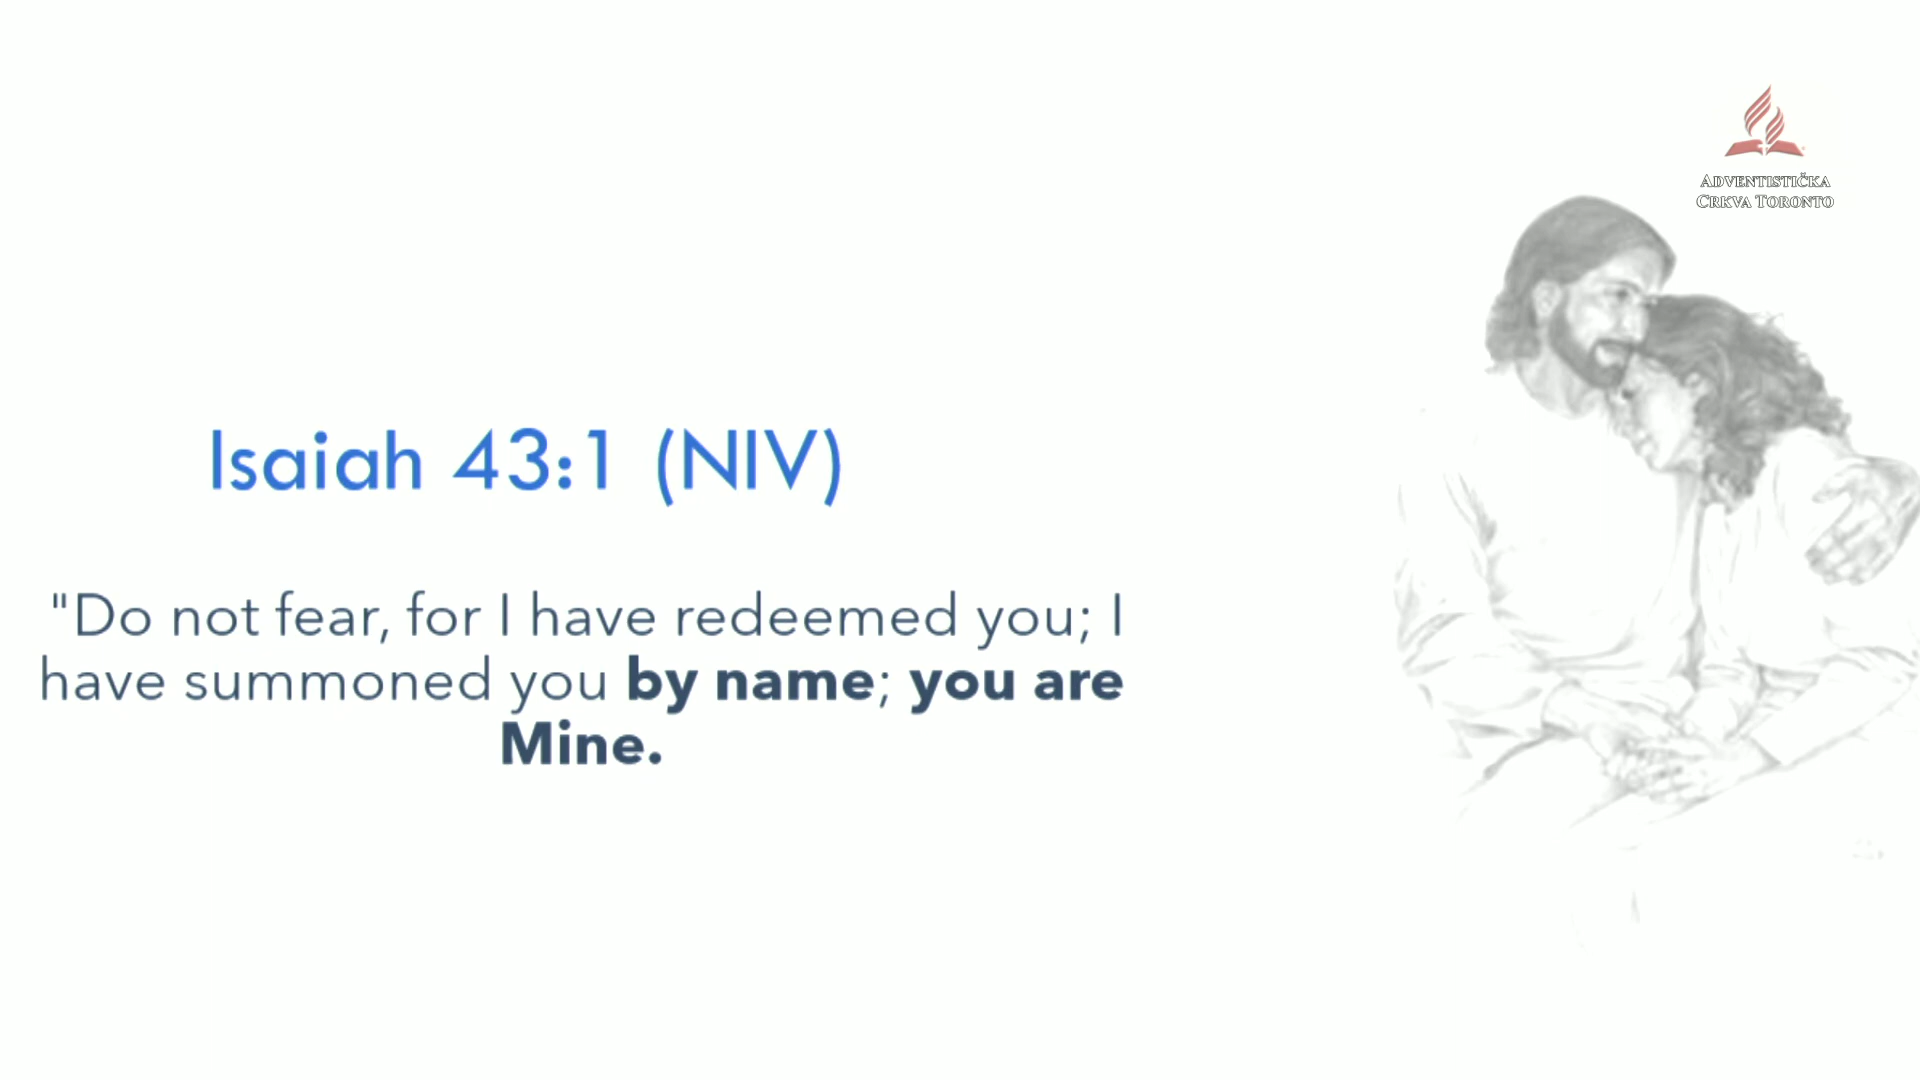 ADVENTISTIČKA
CRKVA TORONTO
Isaiah 43:1 (NIV)
"Do not fear, for I have redeemed you; I
have summoned you by name; you are
Mine.